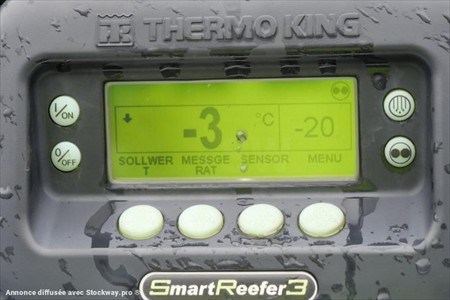 THERMO KING
I/ON
0/OFF
-3, °C
-20
SOLLWER MESSGE SENSOR MENU
T RAT
SMARTREEFER3
Annonce diffusée avec Stockway.pro ®